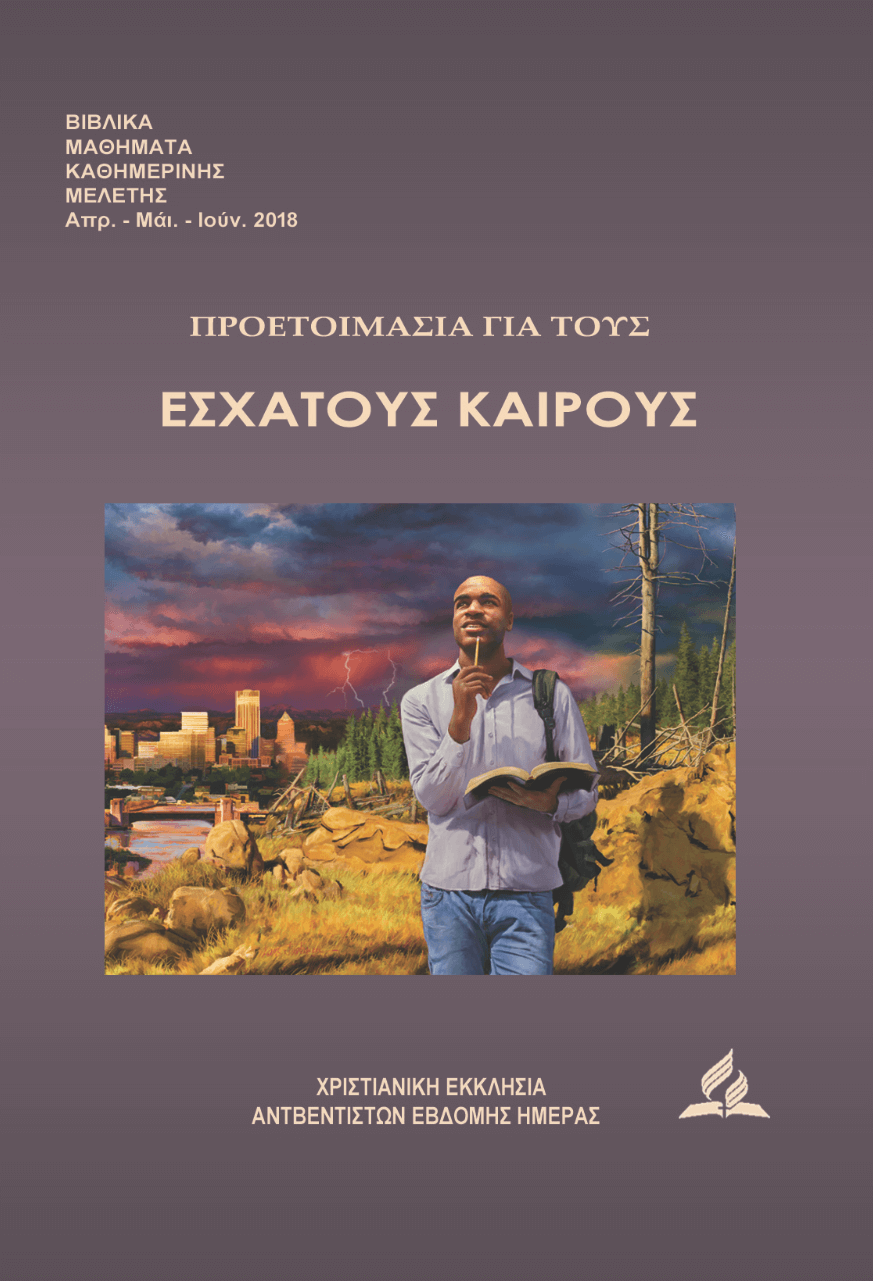 ΒΙΒΛΙΚΑ
ΜΑΘΗΜΑΤΑ
ΚΑΘΗΜΕΡΙΝΗΣ
ΜΕΛΕΤΗΣ
Απρ. - Μάι. - Ιούν. 2018
ΠΡΟΕΤΟΙΜΑΣΙΑ ΓΙΑ ΤΟΥΣ
ΕΣΧΑΤΟΥΣ ΚΑΙΡΟΥΣ
ΧΡΙΣΤΙΑΝΙΚΗ ΕΚΚΛΗΣΙΑ
ΑΝΤΒΕΝΤΙΣΤΩΝ ΕΒΔΟΜΗΣ ΗΜΕΡΑΣ